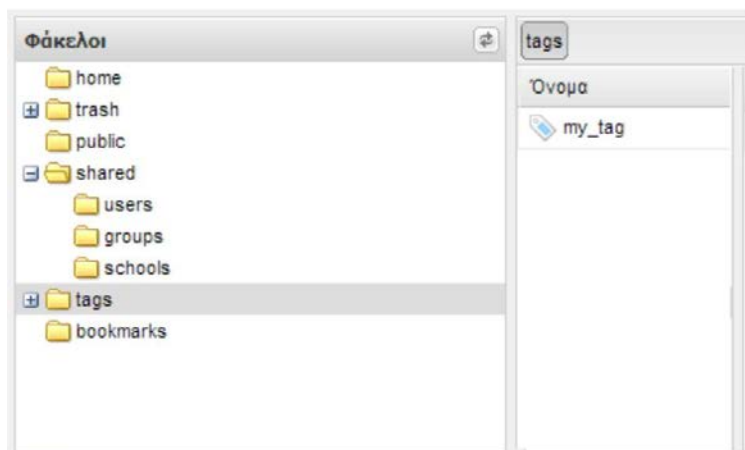 Φάκελοι
home
trash
public
shared
users
groups
schools
tags
bookmarks
tags
Όνομα
my_tag